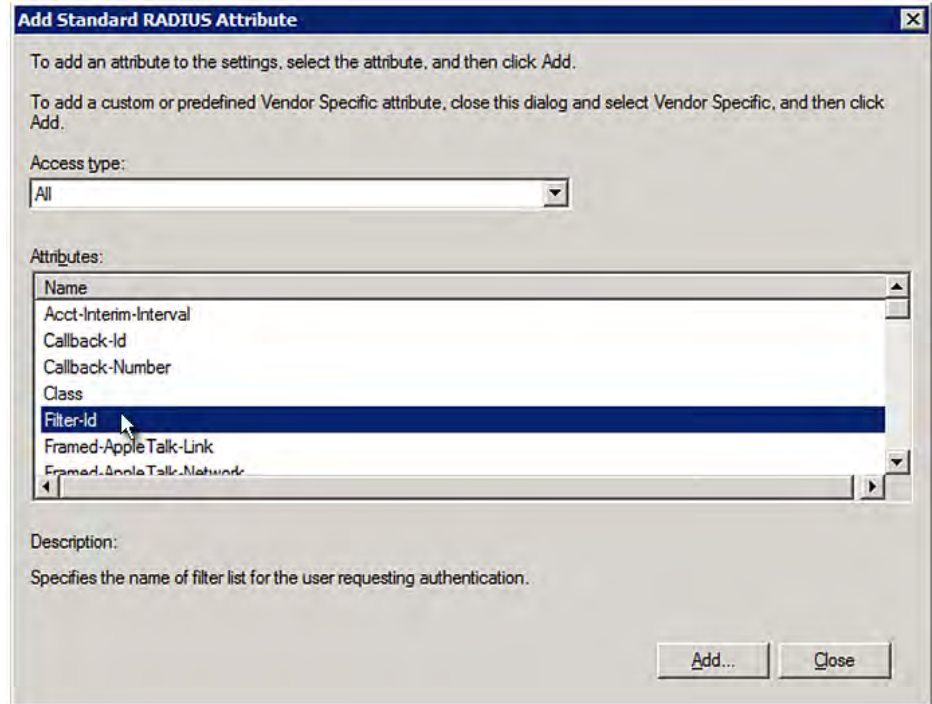 Add Standard RADIUS Attribute
To add an attribute to the settings, select the attribute, and then click Add.
To add a custom or predefined Vendor Specific attribute, close this dialog and select Vendor Specific, and then click
Add.
Access type:
All
Attributes:
Name
Acct-Interim-Interval
Callback-Id
Callback-Number
Class
Filter-Id
Framed-AppleTalk-Link
Framed-AppleTalk-Network
Description:
Specifies the name of filter list for the user requesting authentication.
Add... Close